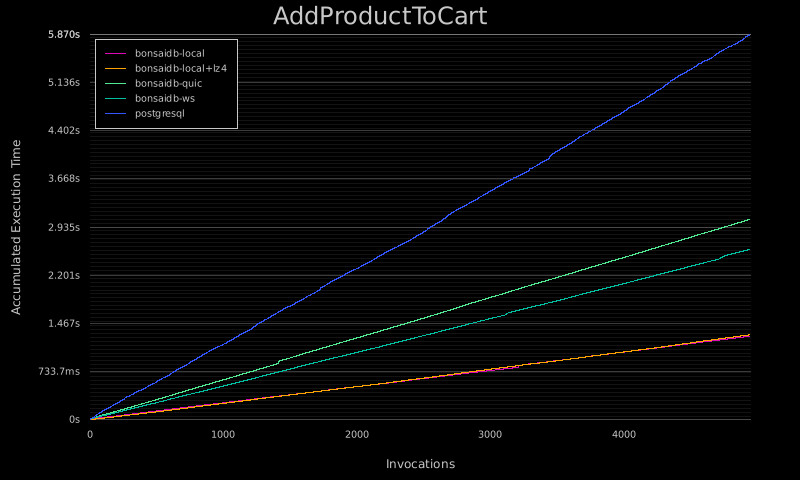 AddProductToCart
5.870s
5.136s
4.402s
3.668s
2.935s
2.201s
1.467s
733.7ms
0s
Accumulated Execution Time
bonsaidb-local
bonsaidb-local+lz4
bonsaidb-quic
bonsaidb-ws
postgresql
0 1000 2000 3000 4000
Invocations